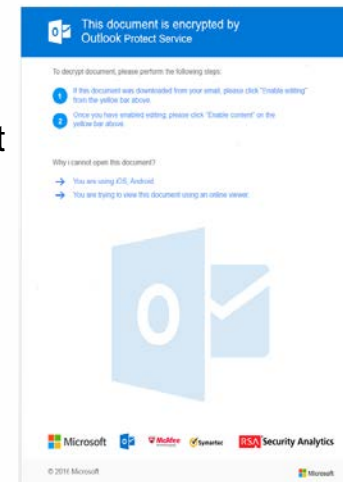 This document is encrypted by
Outlook Protect Service
To decrypt document, please perform the following steps:
1 If this document was downloaded from your email, please click "Enable editing"
from the yellow bar above
2 Once you have enabled editing, please click "Enable content" on the
yellow bar above
t
Why i cannot open this document?
→ You are using iOS, Android
→ You are trying to view this document using an online viewer.
Microsoft McAfee Symantec RSA Security Analytics
© 2016 Microsoft Microsoft